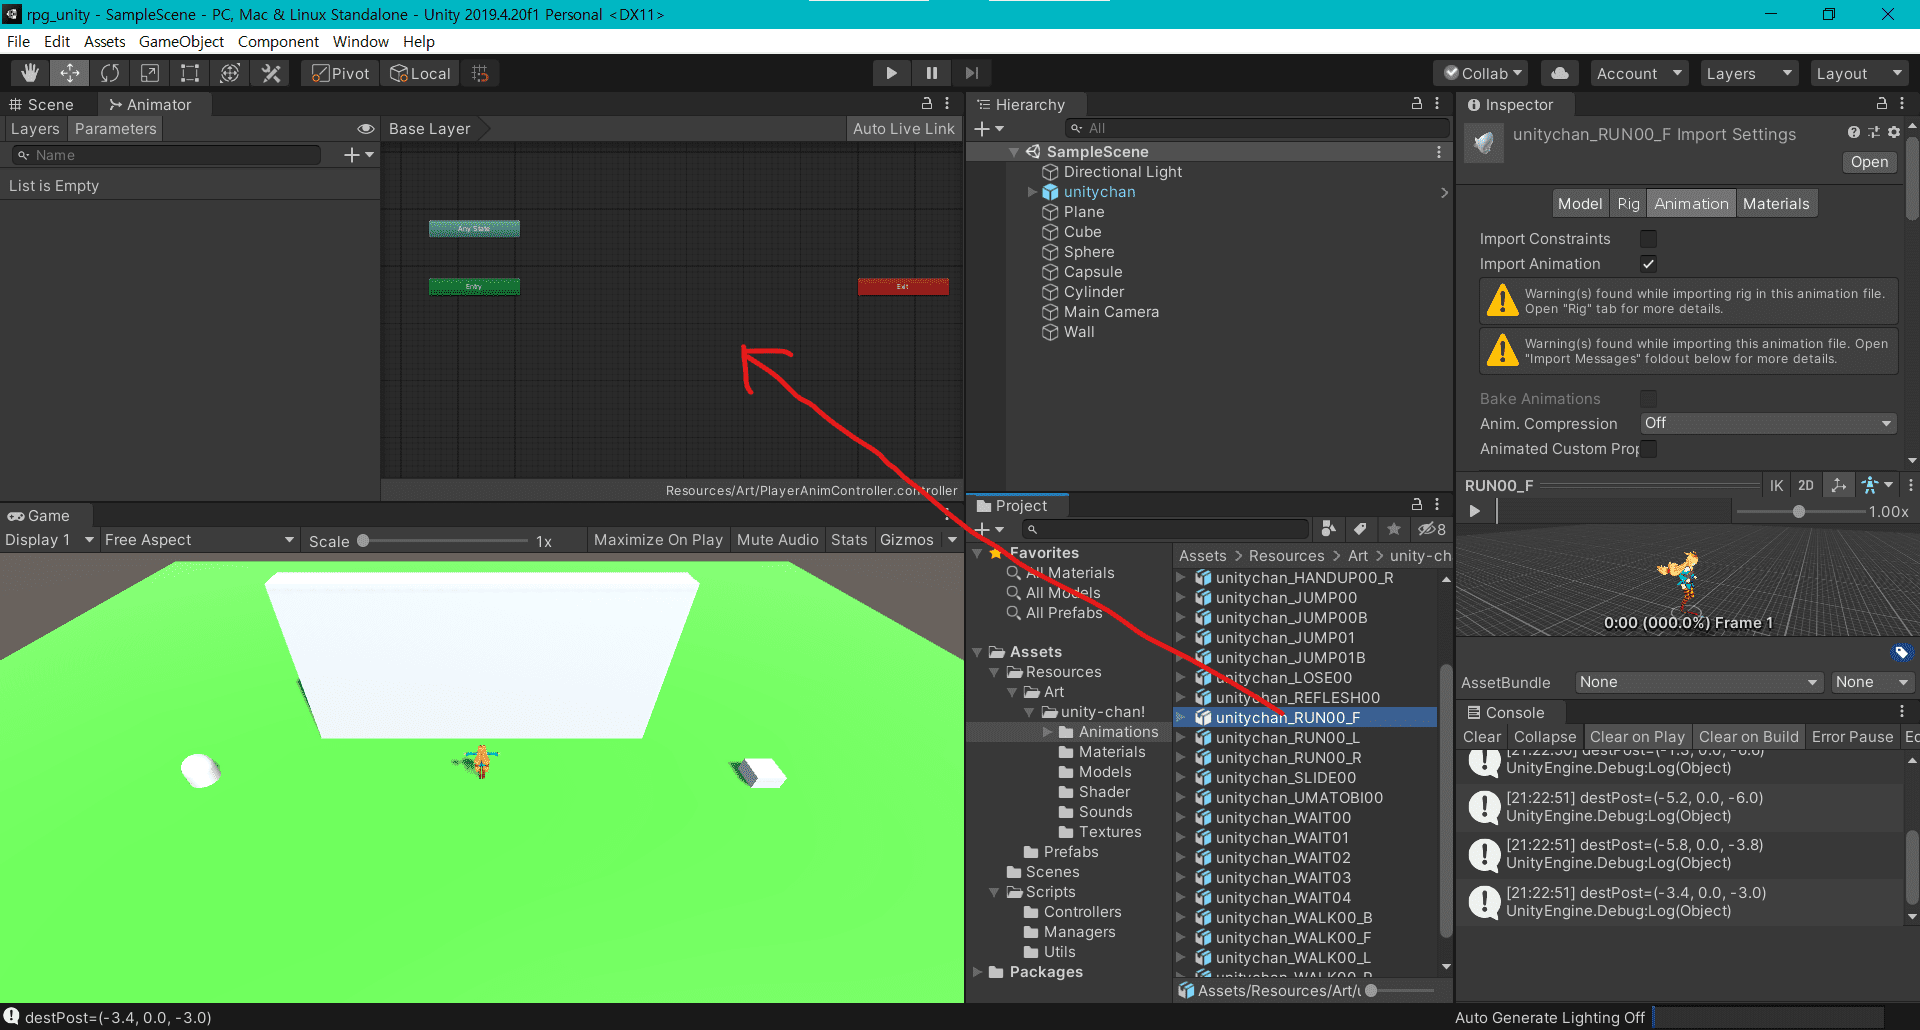 rpg_unity - SampleScene - PC, Mac & Linux Standalone - Unity 2019.4.20f1 Personal <DX11>
File Edit Assets GameObject Component Window Help
Pivot Local Collab Account Layers Layout
Scene Animator
Layers Parameters Base Layer Auto Live Link
Name
List is Empty
Any State
Entry
Exit
Resources/Art/PlayerAnimController.controller
Game
Display 1 Free Aspect Scale 1x Maximize On Play Mute Audio Stats Gizmos
Hierarchy
All
SampleScene
Directional Light
unitychan
Plane
Cube
Sphere
Capsule
Cylinder
Main Camera
Wall
Project
8
Favorites
All Materials
All Models
All Prefabs
Assets
Resources
Art
unity-chan!
Animations
Materials
Models
Shader
Sounds
Textures
Prefabs
Scenes
Scripts
Controllers
Managers
Utils
Packages
Assets > Resources > Art > unity-ch
unitychan_HANDUP00_R
unitychan_JUMP00
unitychan_JUMP00B
unitychan_JUMP01
unitychan_JUMP01B
unitychan_LOSE00
unitychan_REFLESH00
unitychan_RUN00_F
unitychan_RUN00_L
unitychan_RUN00_R
unitychan_SLIDE00
unitychan_UMATOBI00
unitychan_WAIT00
unitychan_WAIT01
unitychan_WAIT02
unitychan_WAIT03
unitychan_WAIT04
unitychan_WALK00_B
unitychan_WALK00_F
unitychan_WALK00_L
Assets/Resources/Art/u
Inspector
unitychan_RUN00_F Import Settings
Open
Model Rig Animation Materials
Import Constraints
Import Animation
Warning(s) found while importing rig in this animation file.
Open "Rig" tab for more details.
Warning(s) found while importing this animation file. Open
"Import Messages" foldout below for more details.
Bake Animations
Anim. Compression Off
Animated Custom Prop
RUN00_F IK 2D
1.00x
0:00 (000.0%) Frame 1
AssetBundle None None
Console
Clear Collapse Clear on Play Clear on Build Error Pause Ed
UnityEngine.Debug:Log(Object)
[21:22:51] destPost=(-5.2, 0.0, -6.0)
UnityEngine.Debug:Log(Object)
[21:22:51] destPost=(-5.8, 0.0, -3.8)
UnityEngine.Debug:Log(Object)
[21:22:51] destPost=(-3.4, 0.0, -3.0)
UnityEngine.Debug:Log(Object)
destPost=(-3.4, 0.0, -3.0)
Auto Generate Lighting Off